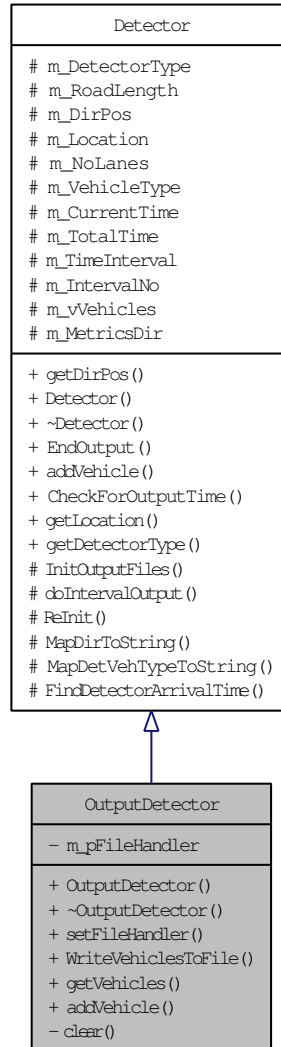 Detector
# m_DetectorType
# m_RoadLength
# m_DirPos
# m_Location
# m_NoLanes
# m_VehicleType
# m_CurrentTime
# m_TotalTime
# m_TimeInterval
# m_IntervalNo
# m_vVehicles
# m_MetricsDir
+ getDirPos()
+ Detector()
+ ~Detector()
+ EndOutput()
+ addVehicle()
+ CheckForOutputTime()
+ getLocation()
+ getDetectorType()
# InitOutputFiles()
# doIntervalOutput()
# ReInit()
# MapDirToString()
# MapDetVehTypeToString()
# FindDetectorArrivalTime()
OutputDetector
- m_pFileHandler
+ OutputDetector()
+ ~OutputDetector()
+ setFileHandler()
+ WriteVehiclesToFile()
+ getVehicles()
+ addVehicle()
- clear()